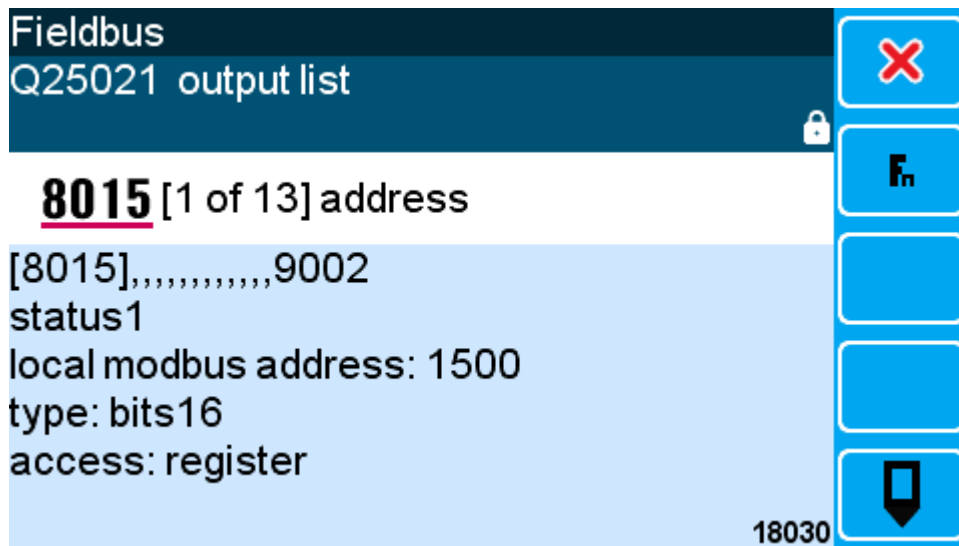 Fieldbus
Q25021 output list
8015 [1 of 13] address
[8015],,,,,,,,,,,,9002
status1
local modbus address: 1500
type: bits16
access: register
18030
Fn